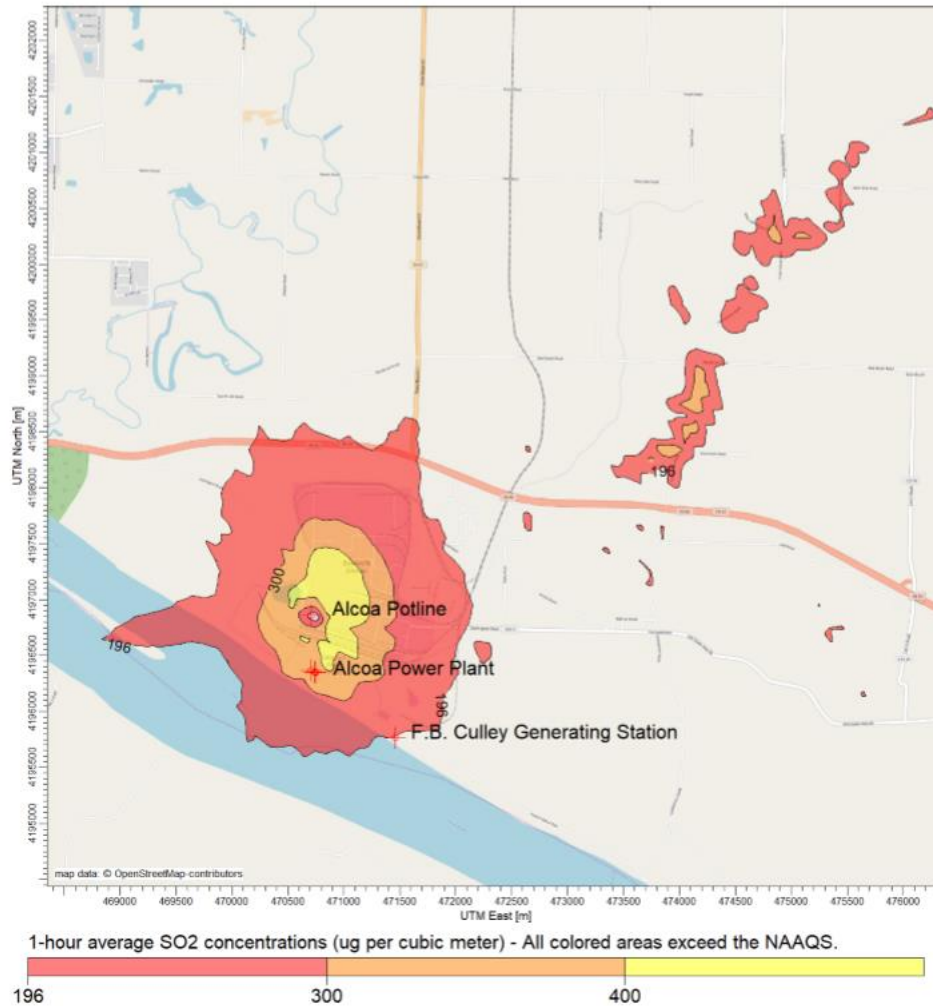 4202000
4201500
4201000
4200500
4200000
4199500
4199000
4198500
4198000
4197500
4197000
4196500
4196000
4195500
4195000
UTM North [m]
196
300
Alcoa Potline
196
Alcoa Power Plant
196
F.B. Culley Generating Station
map data: © OpenStreetMap-contributors
469000 469500 470000 470500 471000 471500 472000 472500 473000 473500 474000 474500 475000 475500 476000
UTM East [m]
1-hour average SO2 concentrations (ug per cubic meter) - All colored areas exceed the NAAQS.
196 300 400